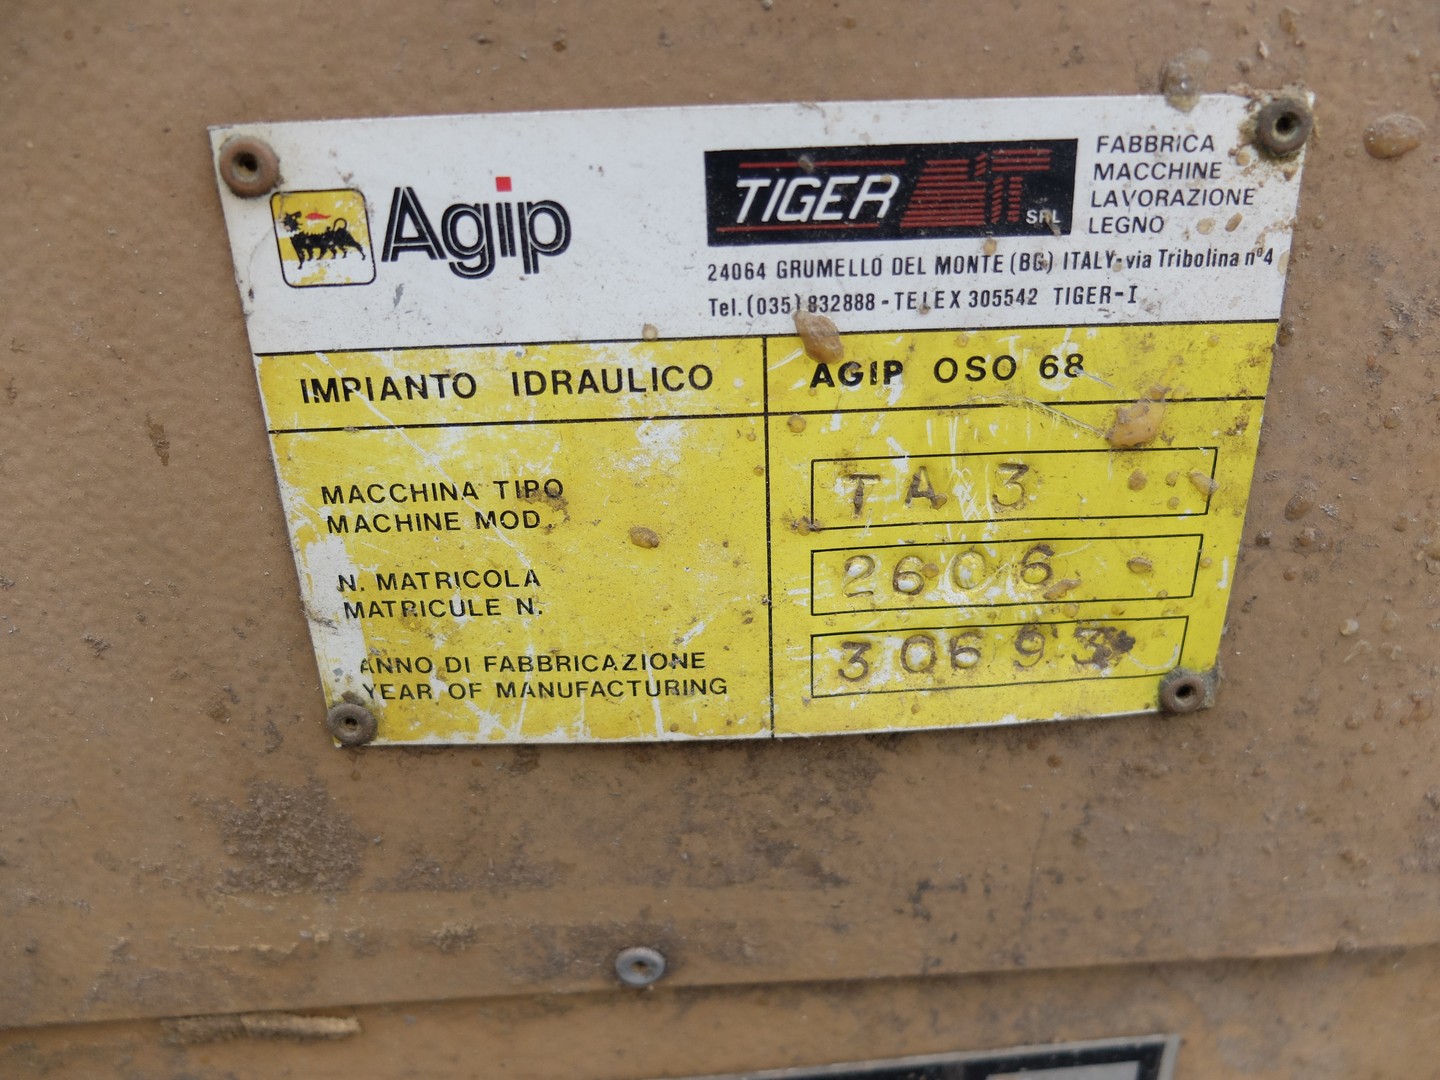 Agip
TIGER SRL
FABBRICA
MACCHINE
LAVORAZIONE
LEGNO
24064 GRUMELLO DEL MONTE (BG) ITALY-via Tribolina n°4
Tel. (035) 832888 - TELEX 305542 TIGER-I
IMPIANTO IDRAULICO
AGIP OSO 68
MACCHINA TIPO
MACHINE MOD.
TA 3
N. MATRICOLA
MATRICULE N.
2606
ANNO DI FABBRICAZIONE
YEAR OF MANUFACTURING
30693